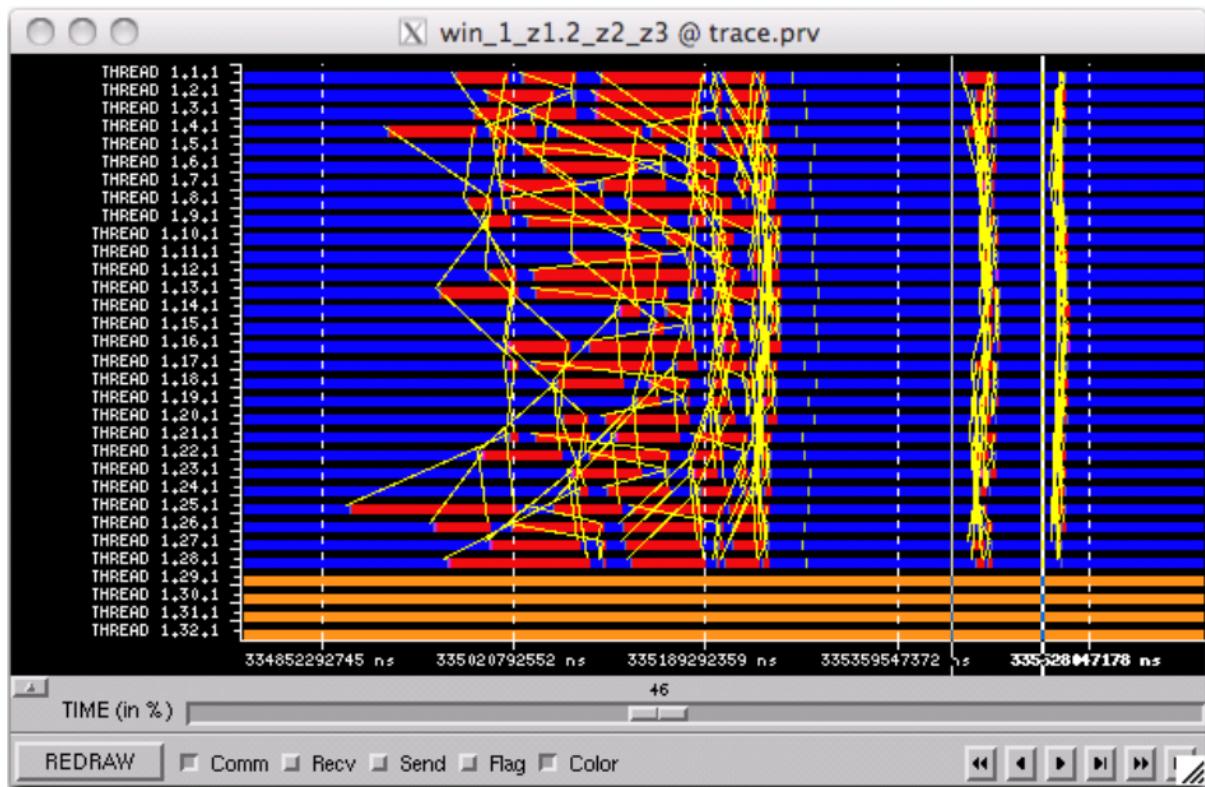 win_1_z1.2_z2_z3 @ trace.prv
THREAD 1.1.1
THREAD 1.2.1
THREAD 1.3.1
THREAD 1.4.1
THREAD 1.5.1
THREAD 1.6.1
THREAD 1.7.1
THREAD 1.8.1
THREAD 1.9.1
THREAD 1.10.1
THREAD 1.11.1
THREAD 1.12.1
THREAD 1.13.1
THREAD 1.14.1
THREAD 1.15.1
THREAD 1.16.1
THREAD 1.17.1
THREAD 1.18.1
THREAD 1.19.1
THREAD 1.20.1
THREAD 1.21.1
THREAD 1.22.1
THREAD 1.23.1
THREAD 1.24.1
THREAD 1.25.1
THREAD 1.26.1
THREAD 1.27.1
THREAD 1.28.1
THREAD 1.29.1
THREAD 1.30.1
THREAD 1.31.1
THREAD 1.32.1
334852292745 ns 335020792552 ns 335189292359 ns 335359547372 ns ns
46
TIME (in %)
REDRAW Comm Recv Send Flag Color